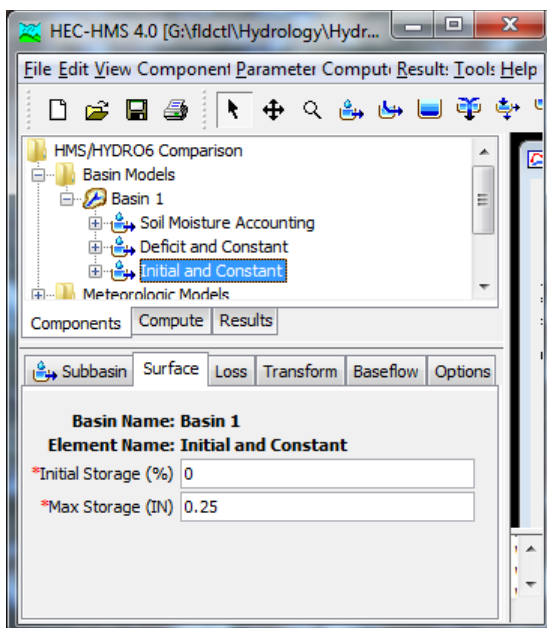 HEC-HMS 4.0 [G:\fldctl\Hydrology\Hydr...
File Edit View Component Parameter Compute Results Tools Help
HMS/HYDRO6 Comparison
Basin Models
Basin 1
Soil Moisture Accounting
Deficit and Constant
Initial and Constant
Meteorologic Models
Components Compute Results
Subbasin Surface Loss Transform Baseflow Options
Basin Name: Basin 1
Element Name: Initial and Constant
*Initial Storage (%) 0
*Max Storage (IN) 0.25